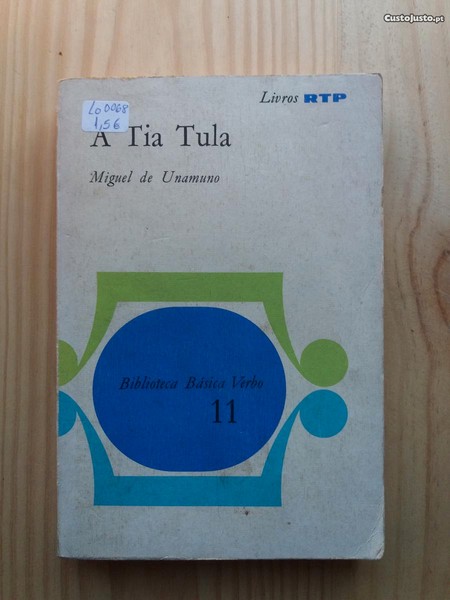 CustoJusto.pt
Livros RTP
Lo 0068
1,56
A Tia Tula
Miguel de Unamuno
Biblioteca Básica Verbo
11